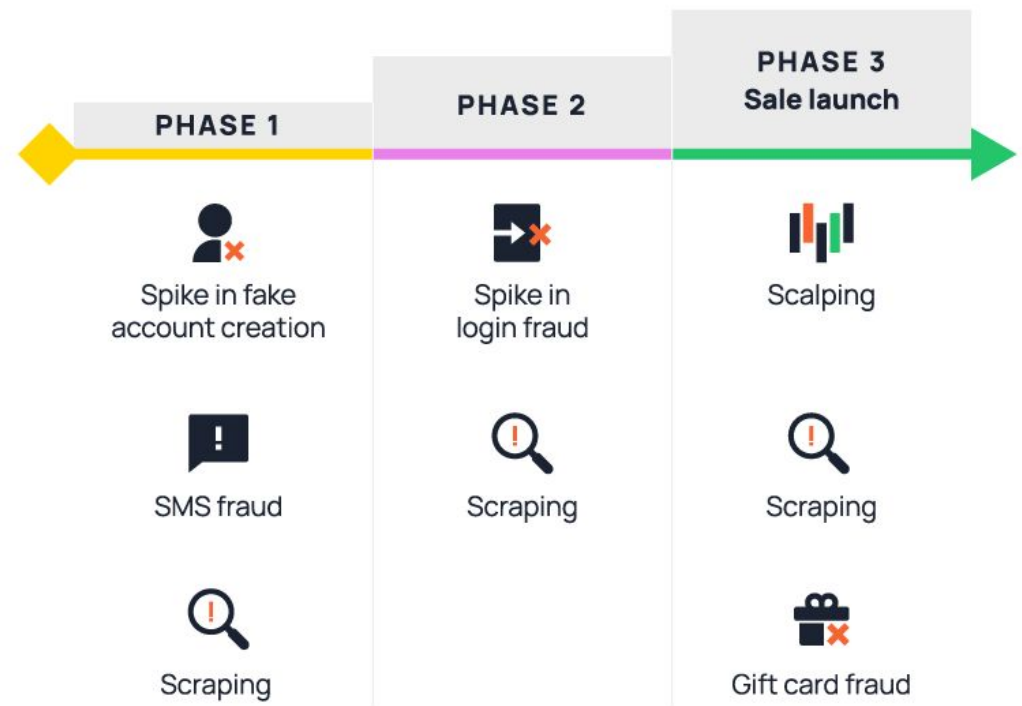 PHASE 1
PHASE 2
PHASE 3
Sale launch
Spike in fake
account creation
Spike in
login fraud
Scalping
SMS fraud
Scraping
Scraping
Scraping
Gift card fraud